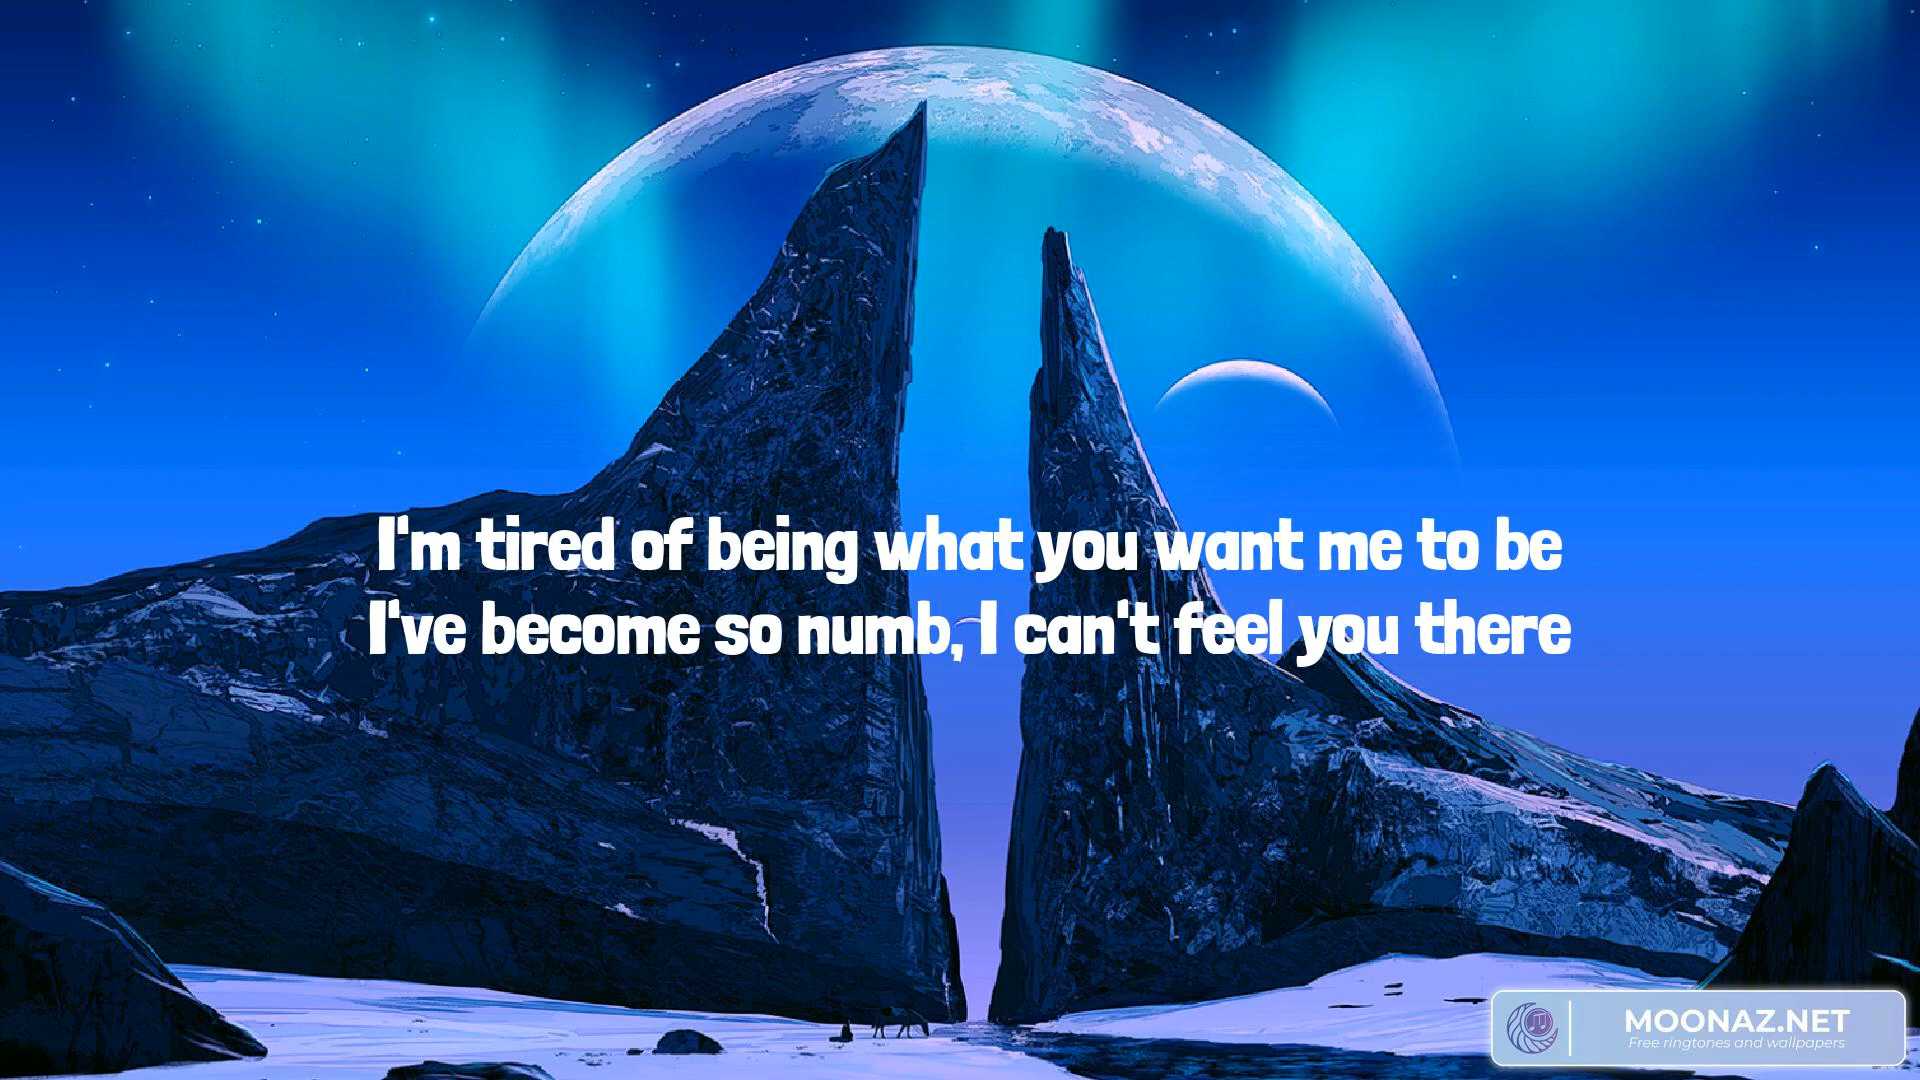 I'm tired of being what you want me to be
I've become so numb, I can't feel you there
MOONAZ.NET
Free ringtones and wallpapers